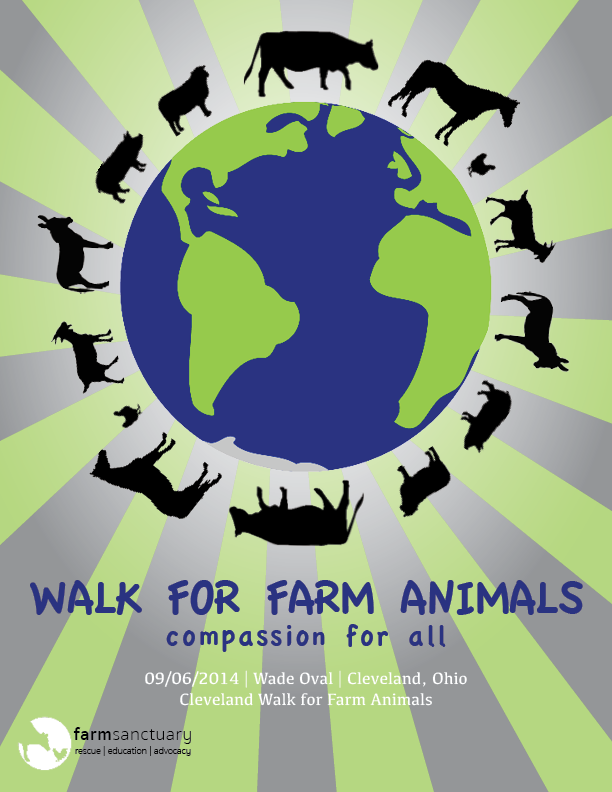 WALK FOR FARM ANIMALS
compassion for all
09/06/2014 | Wade Oval | Cleveland, Ohio
Cleveland Walk for Farm Animals
farmsanctuary
rescue | education | advocacy